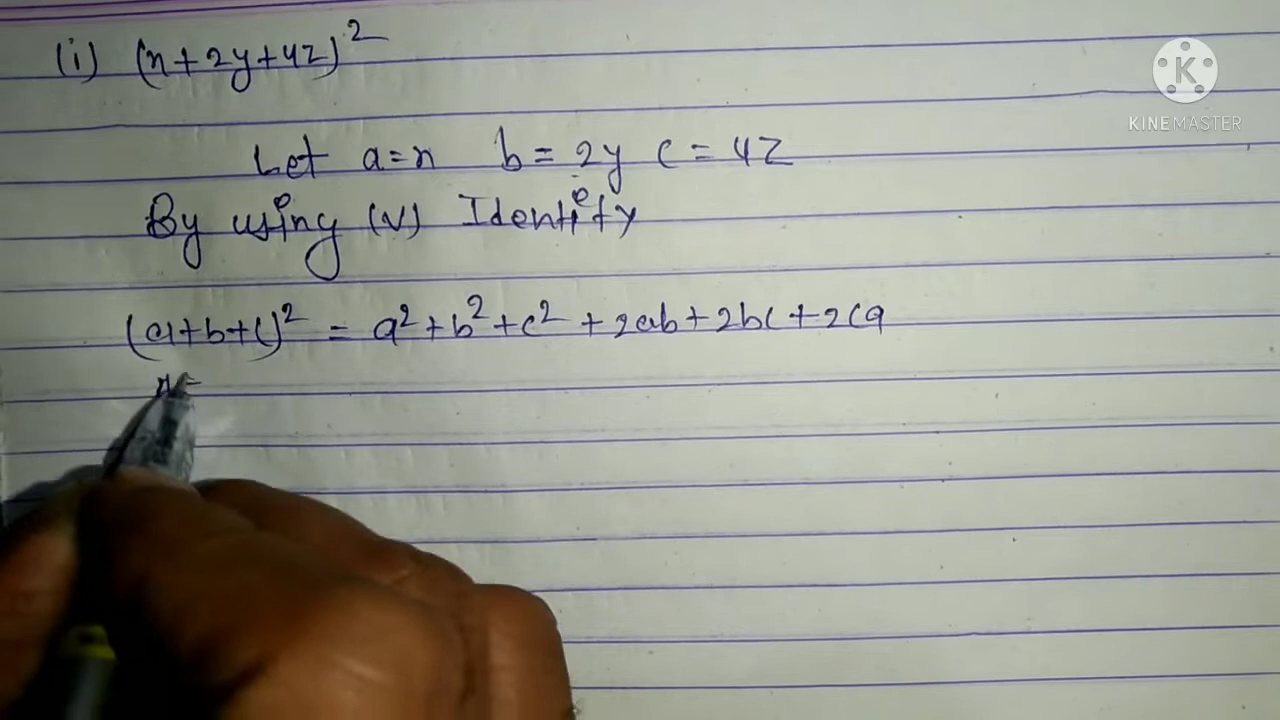 (i) (x+2y+4z)²
K
KINEMASTER
Let a=x b=2y c=4z
By using (V) Identity
(a+b+c)² = a²+b²+c²+2ab+2bc+2ca